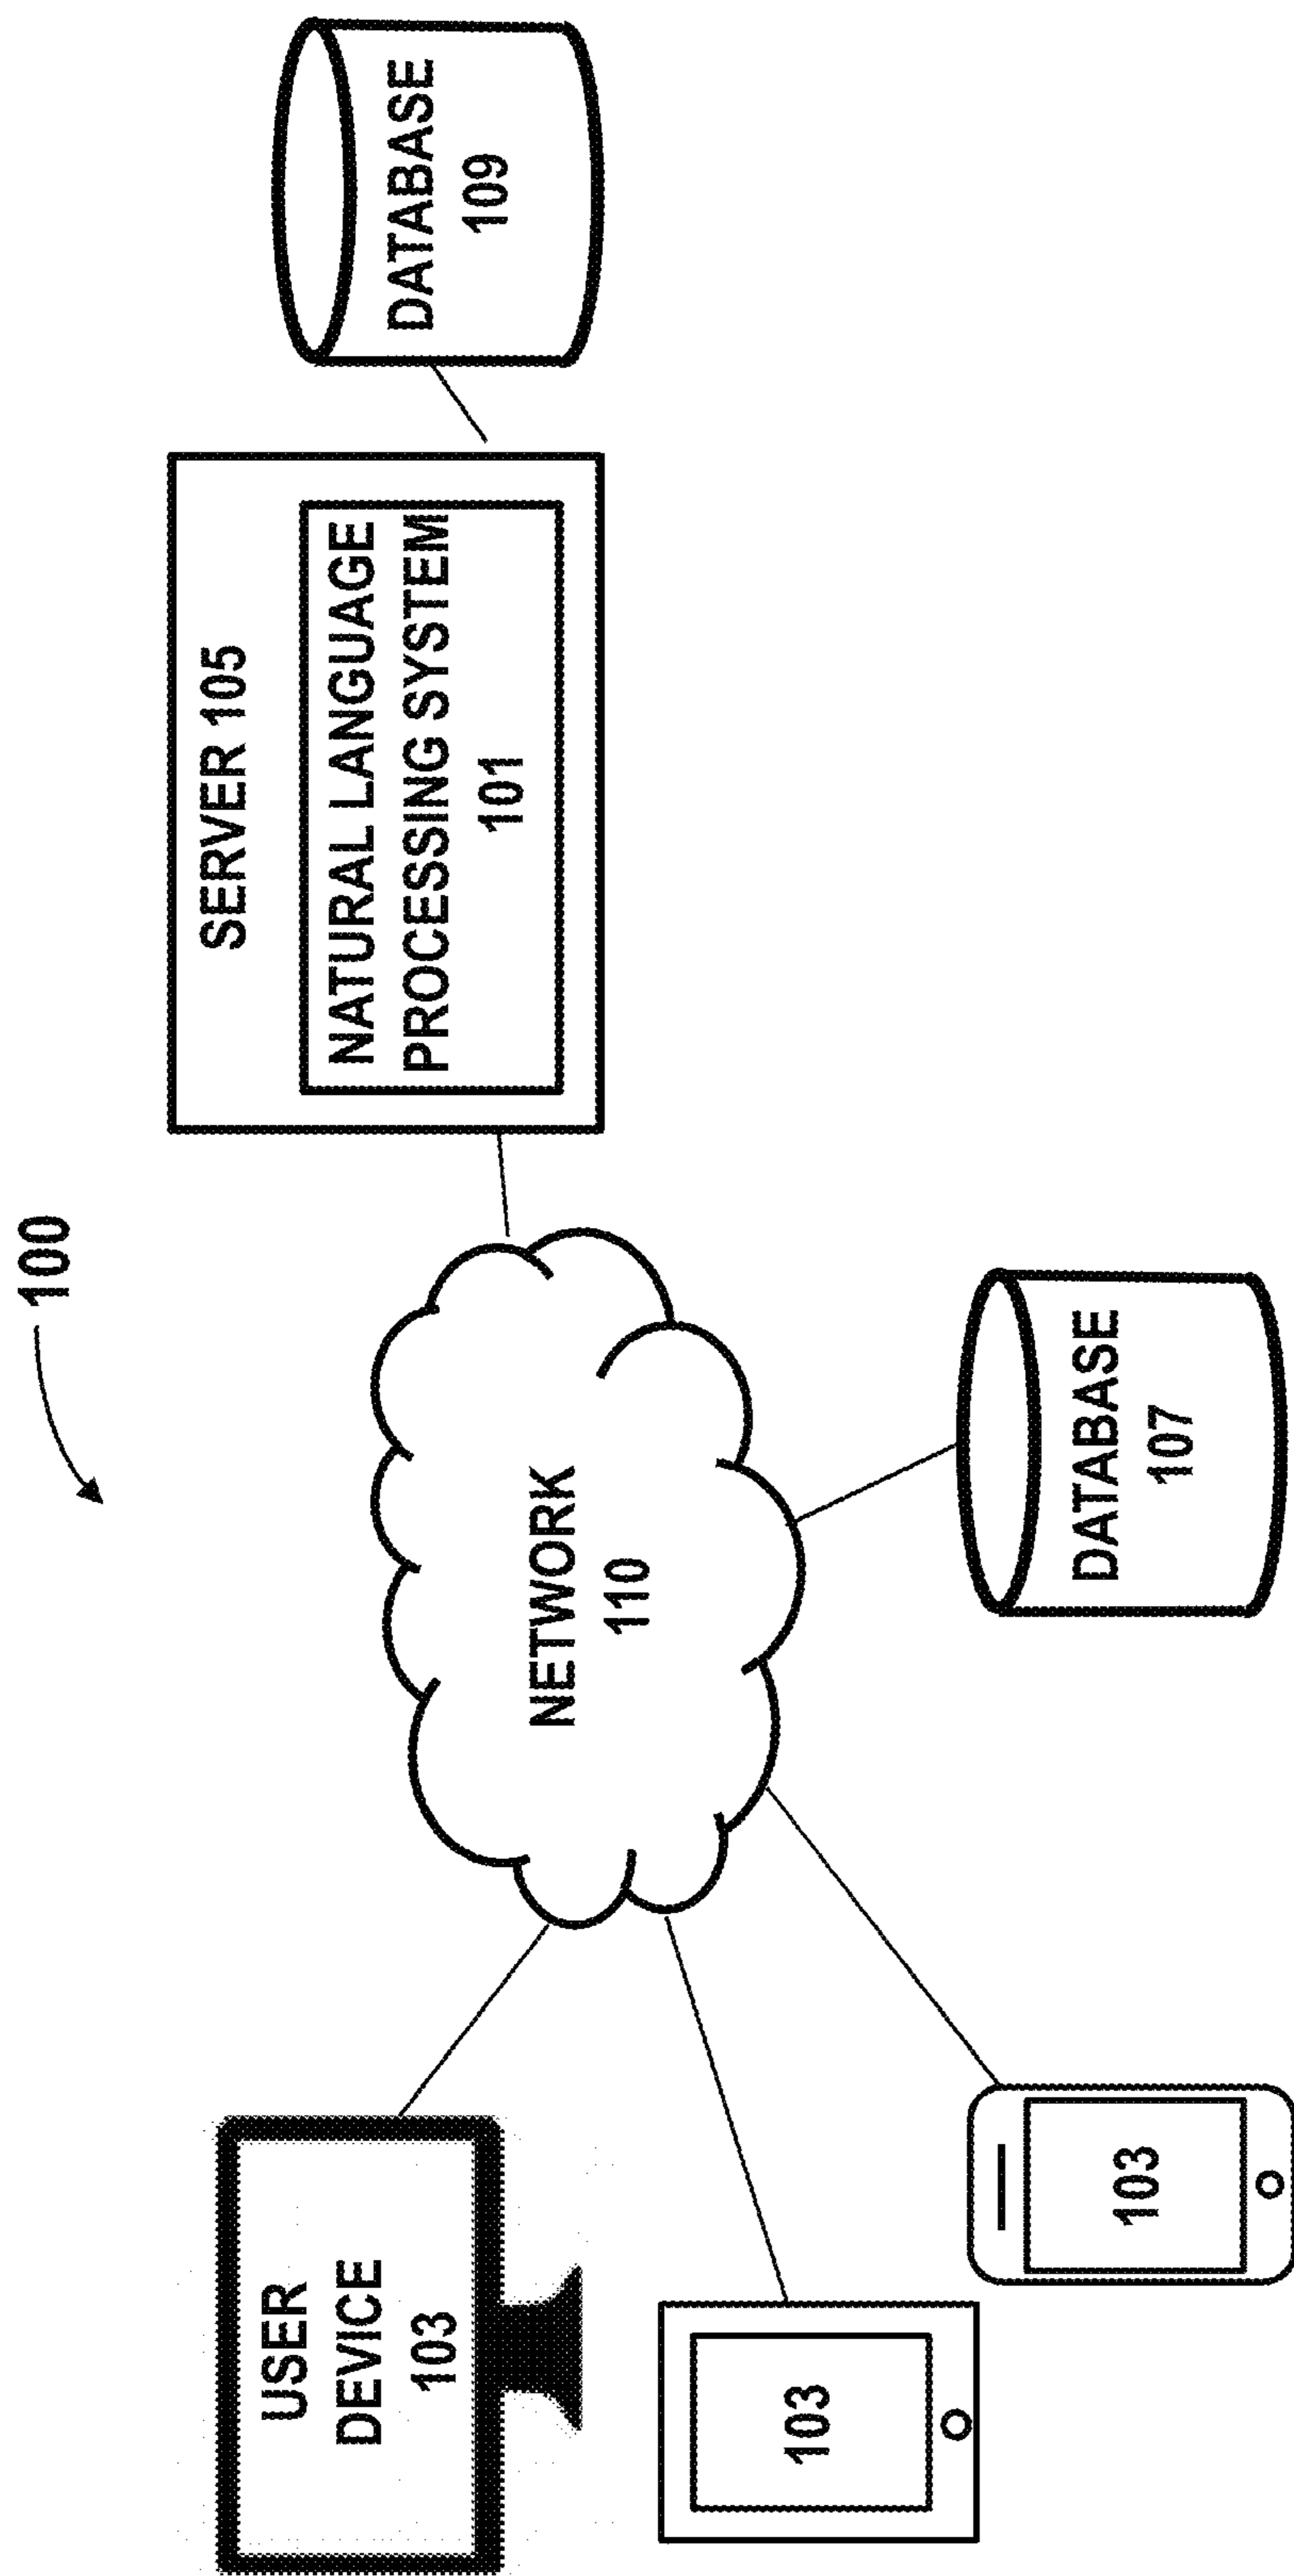 100
USER
DEVICE
103
103
103
NETWORK
110
DATABASE
107
SERVER 105
NATURAL LANGUAGE
PROCESSING SYSTEM
101
DATABASE
109